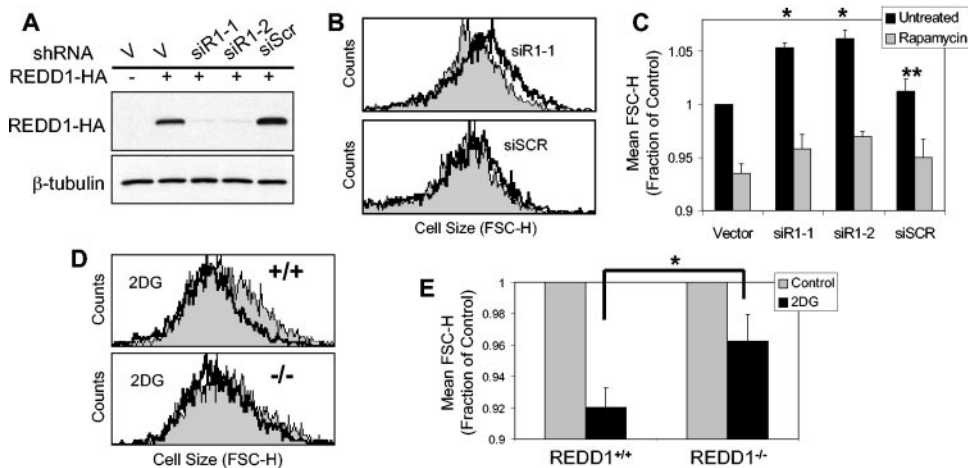 A
shRNA V V siR1-1 siR1-2 siScr
REDD1-HA - + + + +
REDD1-HA
β-tubulin
B
Counts
siR1-1
Counts
siSCR
Cell Size (FSC-H)
C
Mean FSC-H
(Fraction of Control)
1.05
1
0.95
0.9
* *
**
Untreated
Rapamycin
Vector siR1-1 siR1-2 siSCR
D
Counts
2DG +/+
Counts
2DG -/-
Cell Size (FSC-H)
E
Mean FSC-H
(Fraction of Control)
1
0.98
0.96
0.94
0.92
0.9
*
Control
2DG
REDD1+/+ REDD1-/-